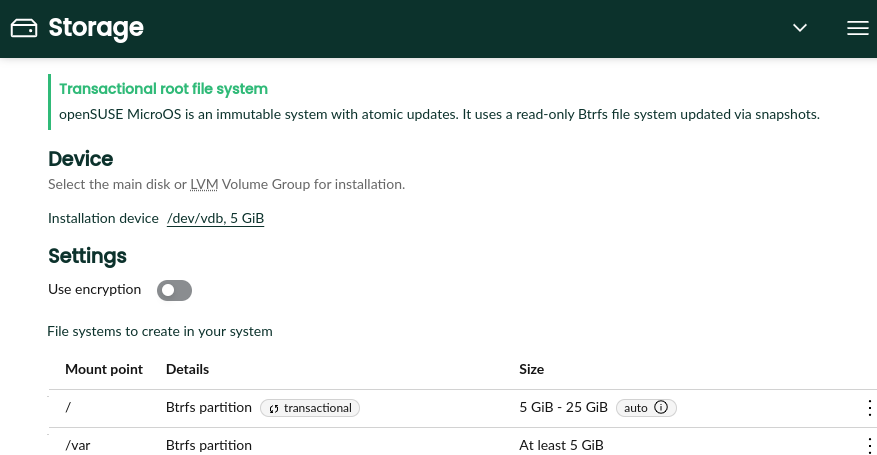 Storage
Transactional root file system
openSUSE MicroOS is an immutable system with atomic updates. It uses a read-only Btrfs file system updated via snapshots.
Device
Select the main disk or LVM Volume Group for installation.
Installation device /dev/vdb, 5 GiB
Settings
Use encryption
File systems to create in your system
Mount point Details Size
/ Btrfs partition transactional 5 GiB - 25 GiB auto
/var Btrfs partition At least 5 GiB